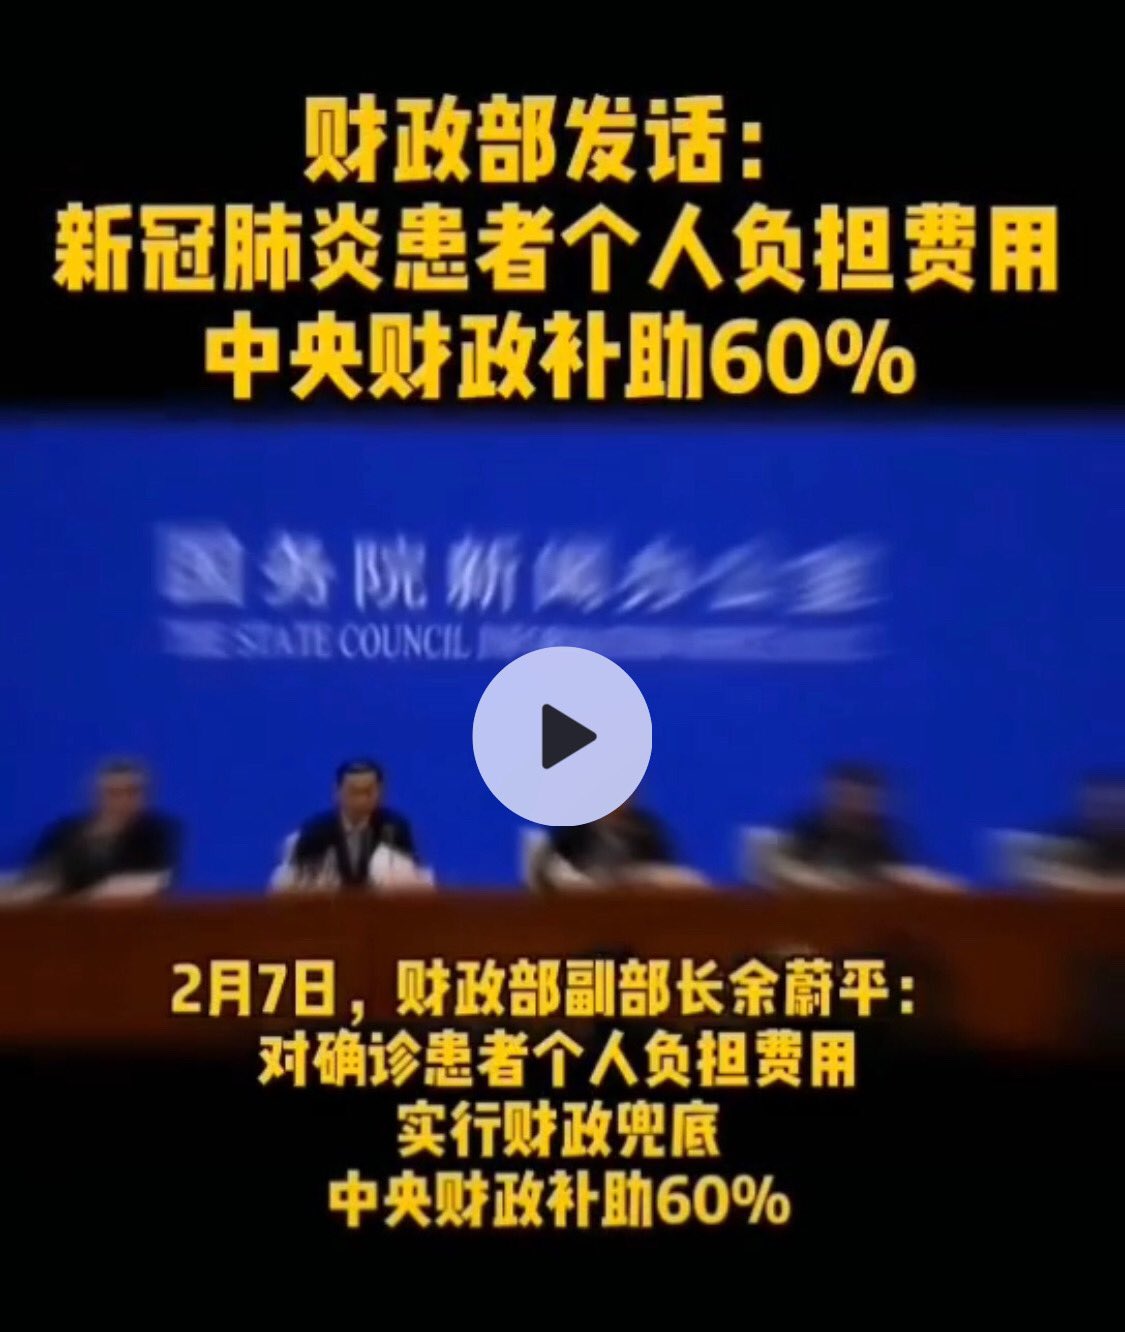 财政部发话：
新冠肺炎患者个人负担费用
中央财政补助60%
国务院新闻办公室
THE STATE COUNCIL
2月7日，财政部副部长余蔚平：
对确诊患者个人负担费用
实行财政兜底
中央财政补助60%